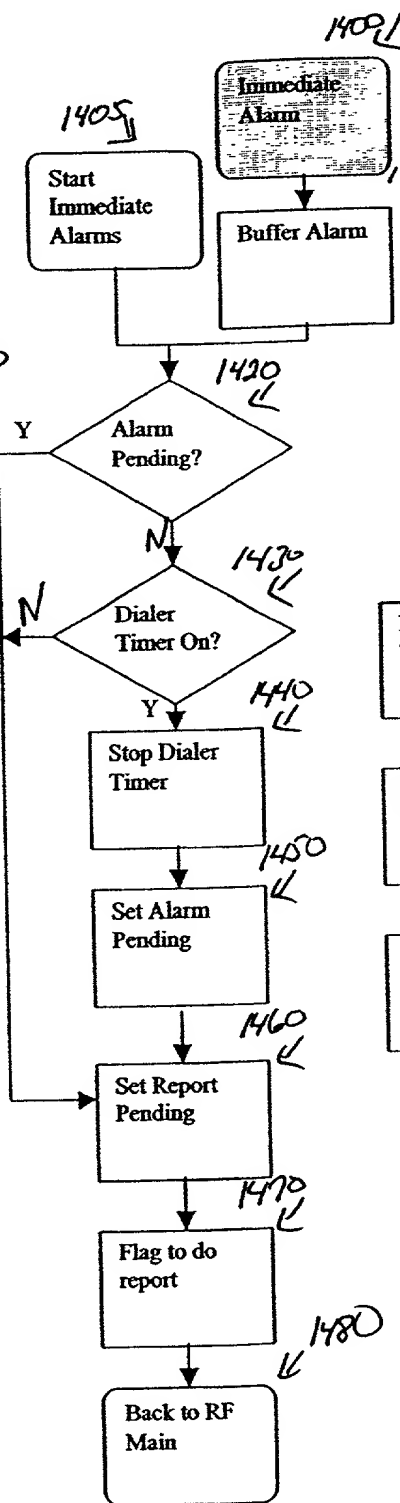 1400
1405
Immediate
Alarm
Start
Immediate
Alarms
Buffer Alarm
1420
Y
Alarm
Pending?
N
1430
N
Dialer
Timer On?
Y
1440
Stop Dialer
Timer
1450
Set Alarm
Pending
1460
Set Report
Pending
1470
Flag to do
report
1480
Back to RF
Main